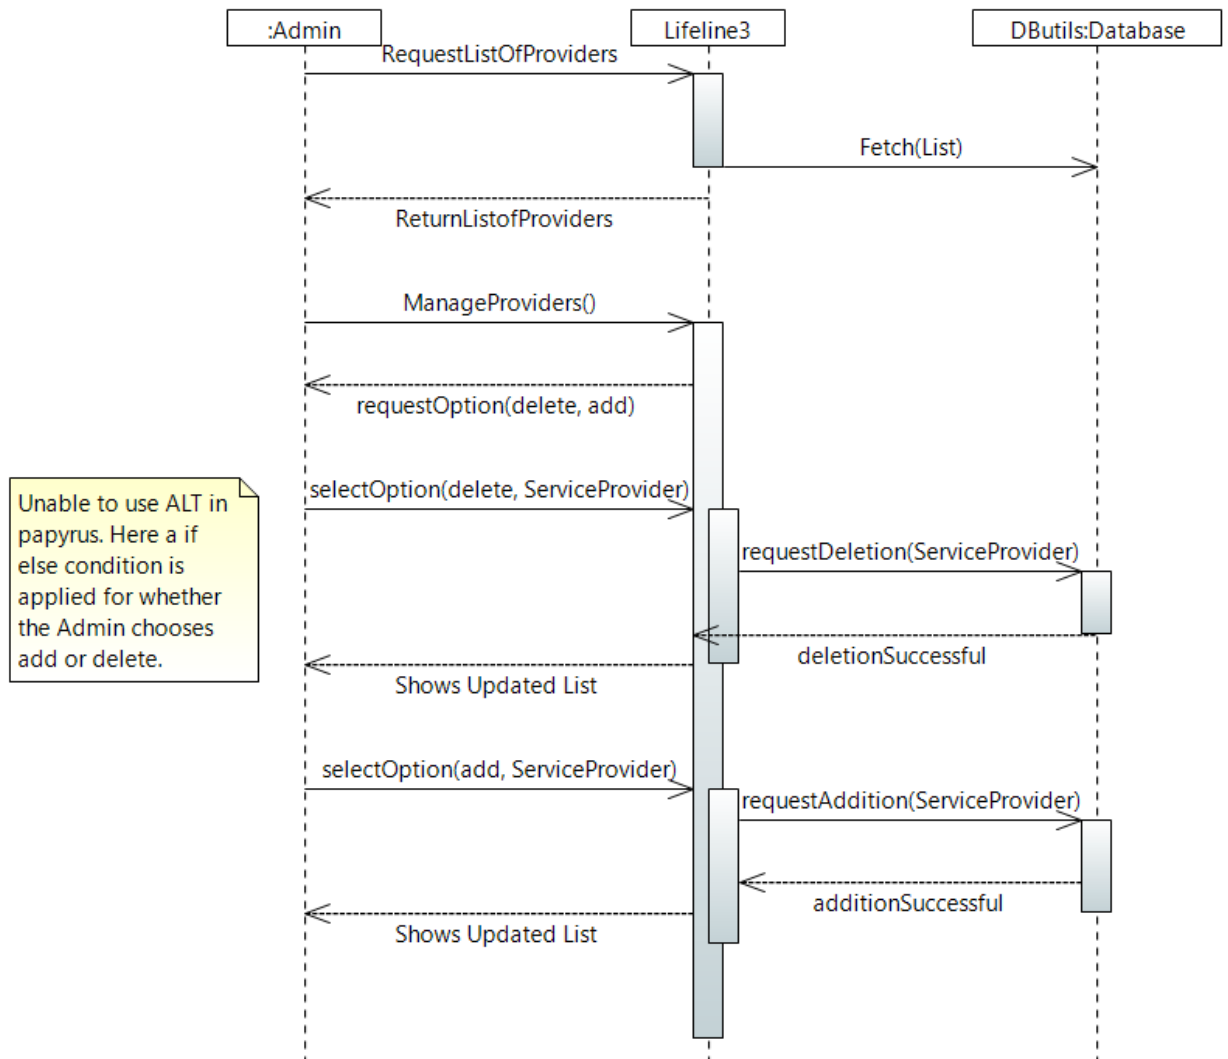 :Admin
Lifeline3
DButils:Database
RequestListOfProviders
Fetch(List)
ReturnListofProviders
ManageProviders()
requestOption(delete, add)
Unable to use ALT in
papyrus. Here a if
else condition is
applied for whether
the Admin chooses
add or delete.
selectOption(delete, ServiceProvider)
requestDeletion(ServiceProvider)
deletionSuccessful
Shows Updated List
selectOption(add, ServiceProvider)
requestAddition(ServiceProvider)
additionSuccessful
Shows Updated List